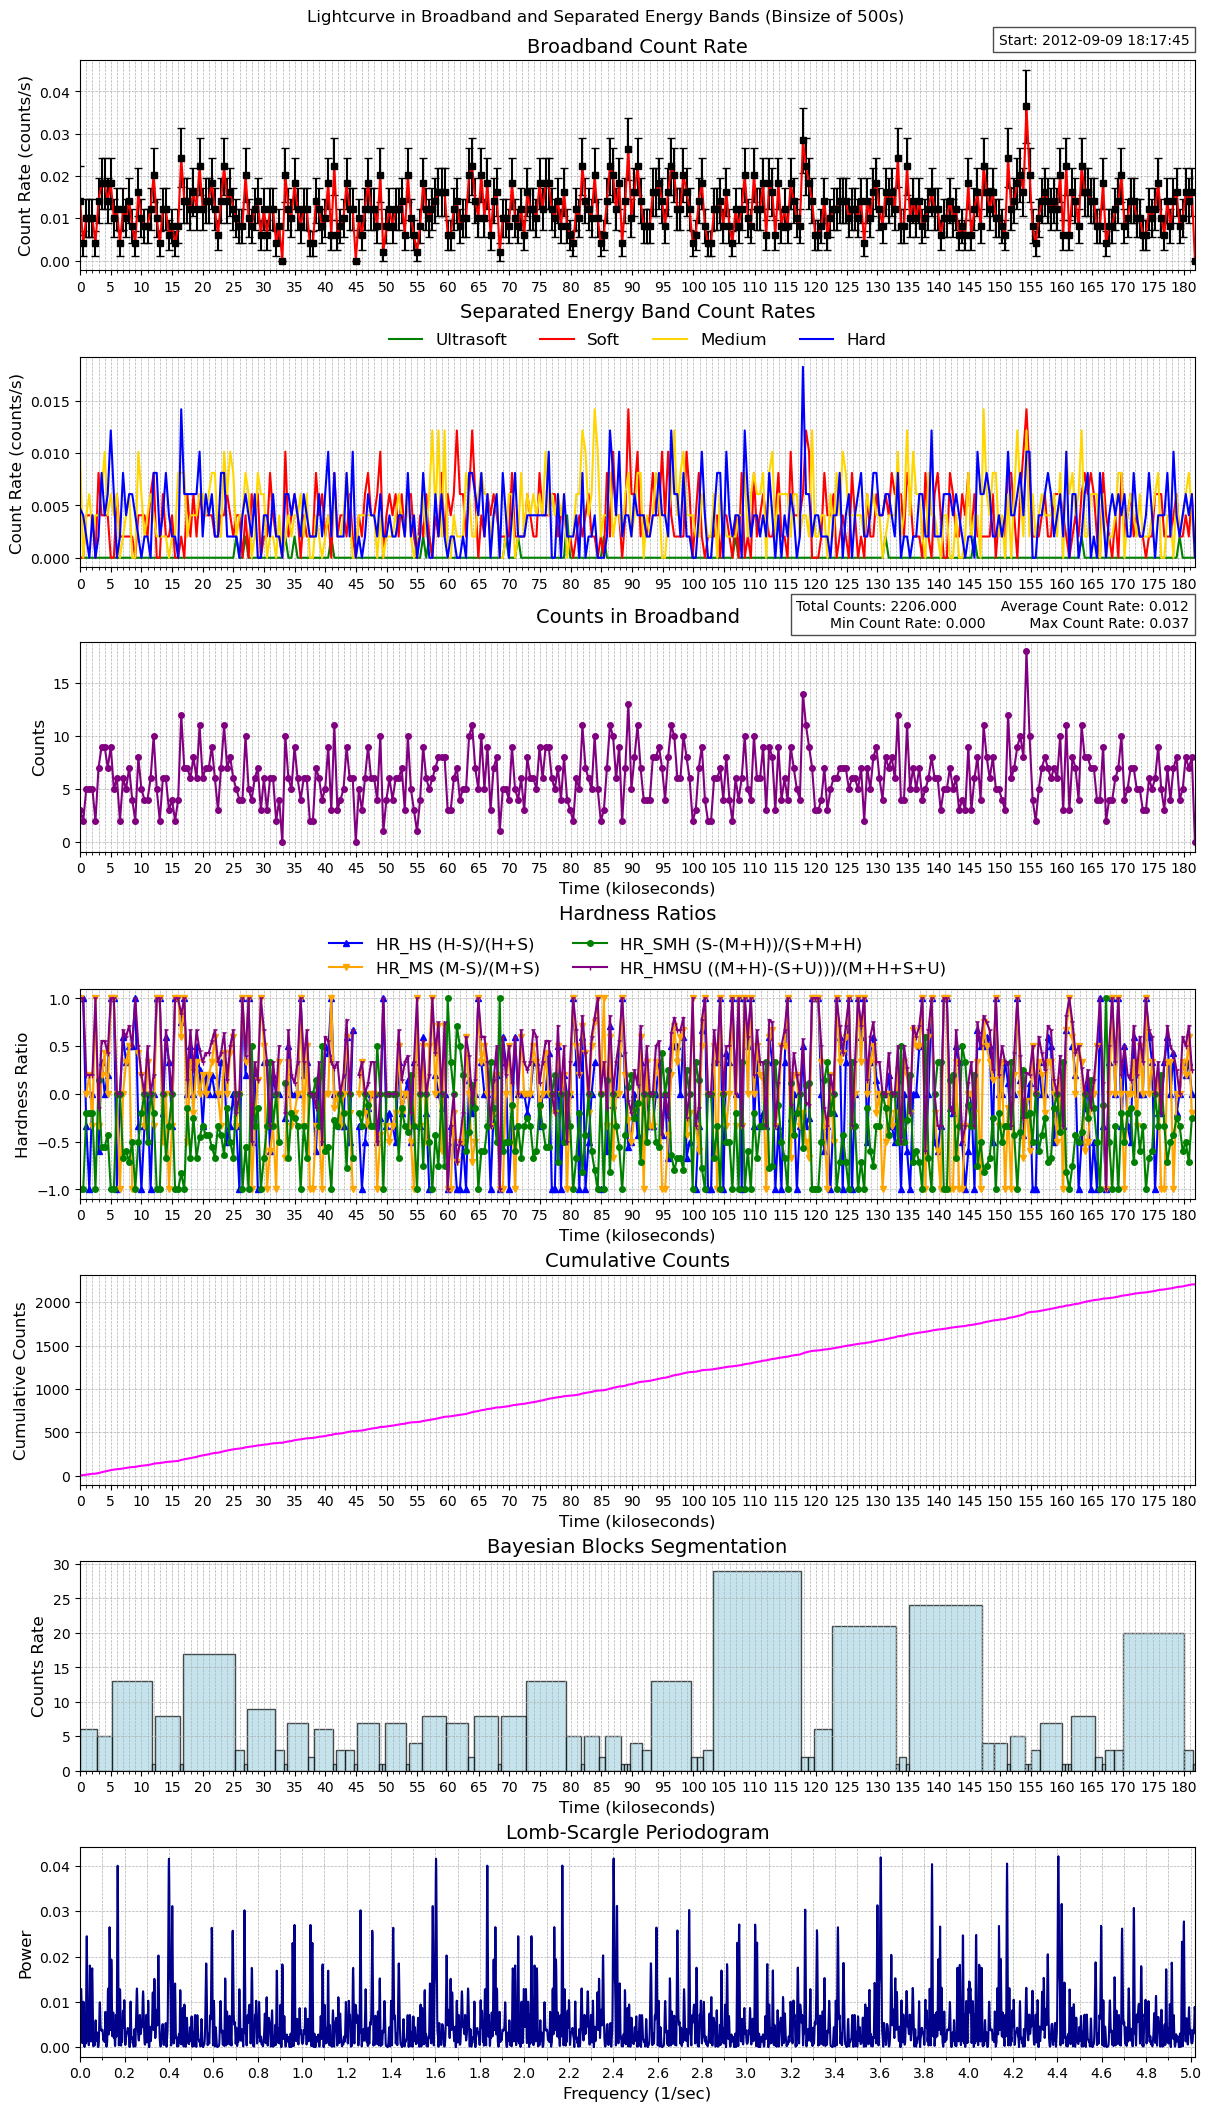 Lightcurve in Broadband and Separated Energy Bands (Binsize of 500s)
Start: 2012-09-09 18:17:45
Broadband Count Rate
Count Rate (counts/s)
0.04
0.03
0.02
0.01
0.00
0 5 10 15 20 25 30 35 40 45 50 55 60 65 70 75 80 85 90 95 100 105 110 115 120 125 130 135 140 145 150 155 160 165 170 175 180
Separated Energy Band Count Rates
Ultrasoft Soft Medium Hard
Count Rate (counts/s)
0.015
0.010
0.005
0.000
0 5 10 15 20 25 30 35 40 45 50 55 60 65 70 75 80 85 90 95 100 105 110 115 120 125 130 135 140 145 150 155 160 165 170 175 180
Counts in Broadband
Total Counts: 2206.000 Average Count Rate: 0.012
Min Count Rate: 0.000 Max Count Rate: 0.037
Counts
15
10
5
0
0 5 10 15 20 25 30 35 40 45 50 55 60 65 70 75 80 85 90 95 100 105 110 115 120 125 130 135 140 145 150 155 160 165 170 175 180
Time (kiloseconds)
Hardness Ratios
HR_HS (H-S)/(H+S) HR_SMH (S-(M+H))/(S+M+H)
HR_MS (M-S)/(M+S) HR_HMSU ((M+H)-(S+U)))/(M+H+S+U)
Hardness Ratio
1.0
0.5
0.0
−0.5
−1.0
0 5 10 15 20 25 30 35 40 45 50 55 60 65 70 75 80 85 90 95 100 105 110 115 120 125 130 135 140 145 150 155 160 165 170 175 180
Time (kiloseconds)
Cumulative Counts
Cumulative Counts
2000
1500
1000
500
0
0 5 10 15 20 25 30 35 40 45 50 55 60 65 70 75 80 85 90 95 100 105 110 115 120 125 130 135 140 145 150 155 160 165 170 175 180
Time (kiloseconds)
Bayesian Blocks Segmentation
Counts Rate
30
25
20
15
10
5
0
0 5 10 15 20 25 30 35 40 45 50 55 60 65 70 75 80 85 90 95 100 105 110 115 120 125 130 135 140 145 150 155 160 165 170 175 180
Time (kiloseconds)
Lomb-Scargle Periodogram
Power
0.04
0.03
0.02
0.01
0.00
0.0 0.2 0.4 0.6 0.8 1.0 1.2 1.4 1.6 1.8 2.0 2.2 2.4 2.6 2.8 3.0 3.2 3.4 3.6 3.8 4.0 4.2 4.4 4.6 4.8 5.0
Frequency (1/sec)